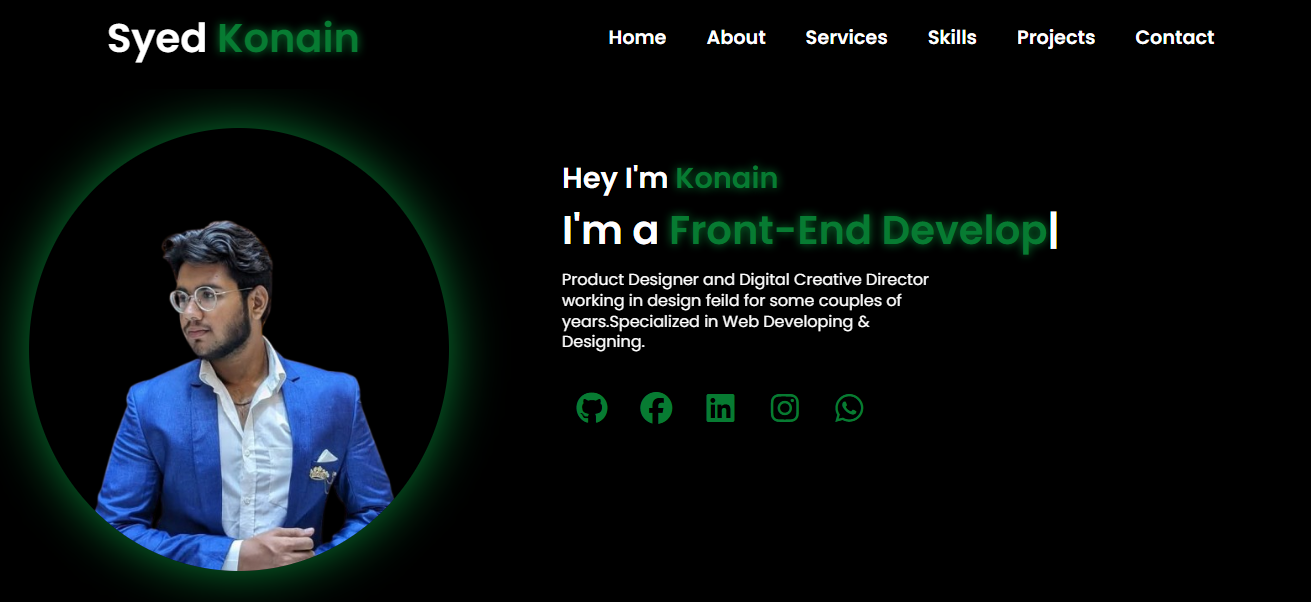 Syed Konain
Home About Services Skills Projects Contact
Hey I'm Konain
I'm a Front-End Develop|
Product Designer and Digital Creative Director
working in design feild for some couples of
years.Specialized in Web Developing &
Designing.